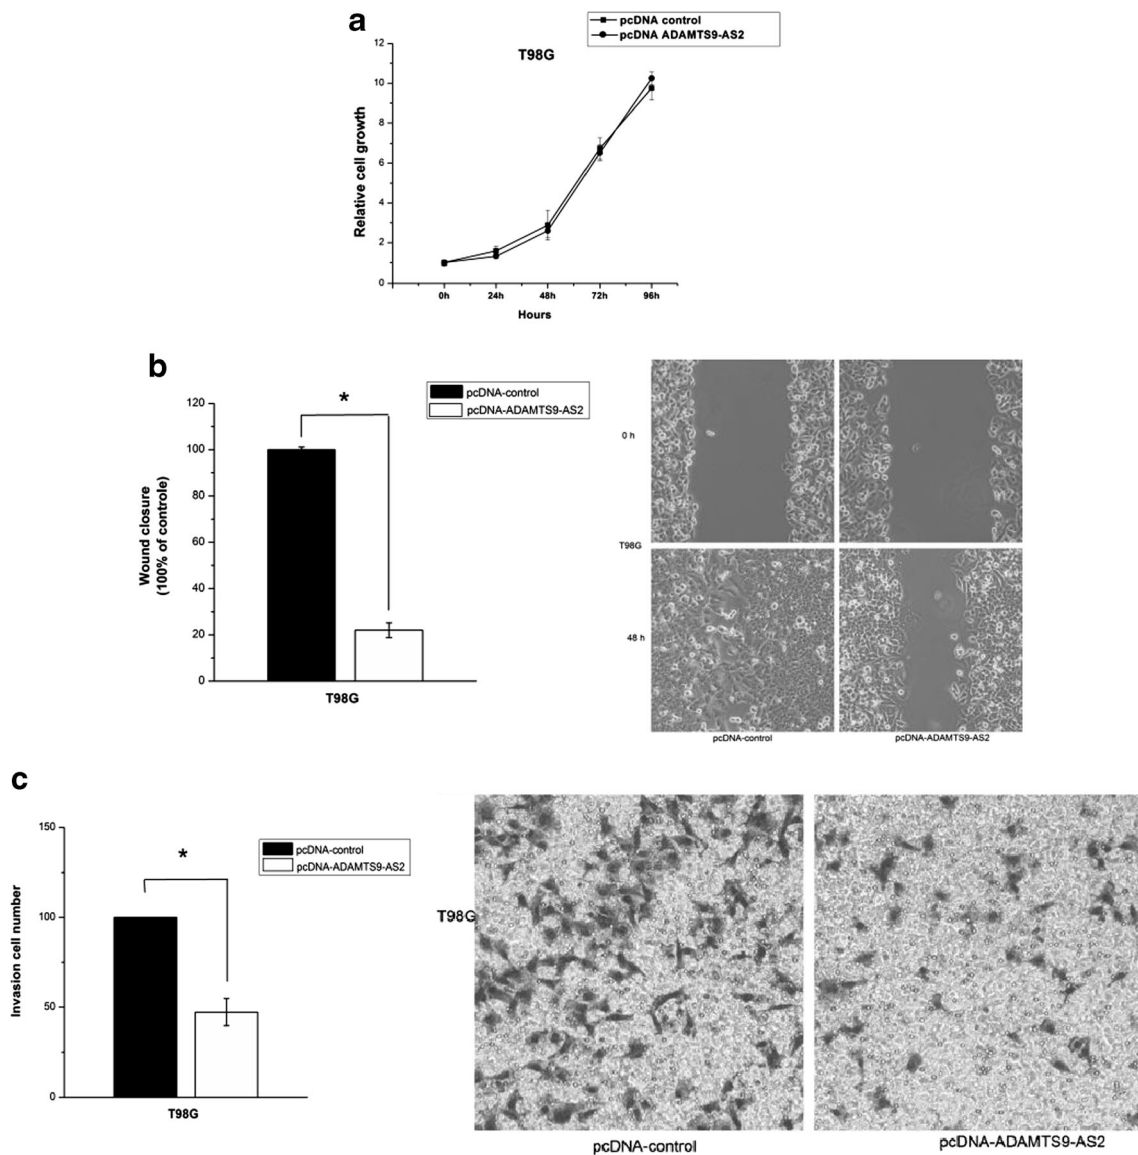 a
pcDNA control
pcDNA ADAMTS9-AS2
T98G
12
10
8
6
4
2
0
Relative cell growth
0h 24h 48h 72h 96h
Hours
b
pcDNA-control
pcDNA-ADAMTS9-AS2
*
120
100
80
60
40
20
0
Wound closure
(100% of controle)
T98G
0 h
T98G
48 h
pcDNA-control pcDNA-ADAMTS9-AS2
c
pcDNA-control
pcDNA-ADAMTS9-AS2
*
150
100
50
0
Invasion cell number
T98G
T98G
pcDNA-control pcDNA-ADAMTS9-AS2